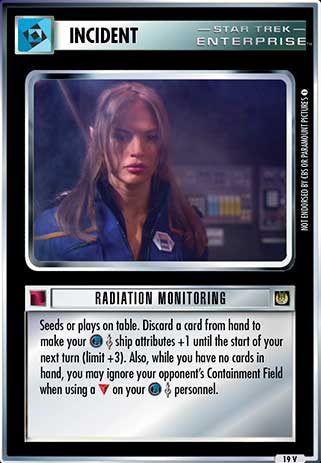 INCIDENT
STAR TREK
ENTERPRISE™
NOT ENDORSED BY CBS OR PARAMOUNT PICTURES
RADIATION MONITORING
Seeds or plays on table. Discard a card from hand to
make your ship attributes +1 until the start of your
next turn (limit +3). Also, while you have no cards in
hand, you may ignore your opponent's Containment Field
when using a on your personnel.
19 V